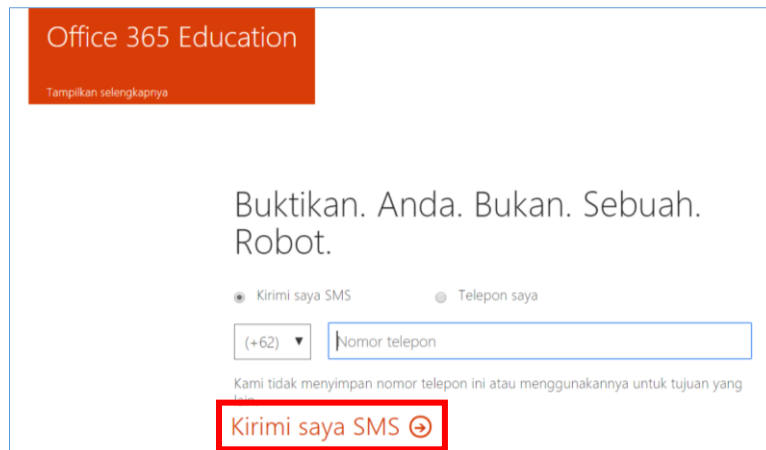 Office 365 Education
Tampilkan selengkapnya
Buktikan. Anda. Bukan. Sebuah.
Robot.
Kirimi saya SMS
Telepon saya
(+62)
Nomor telepon
Kami tidak menyimpan nomor telepon ini atau menggunakannya untuk tujuan yang
Kirimi saya SMS